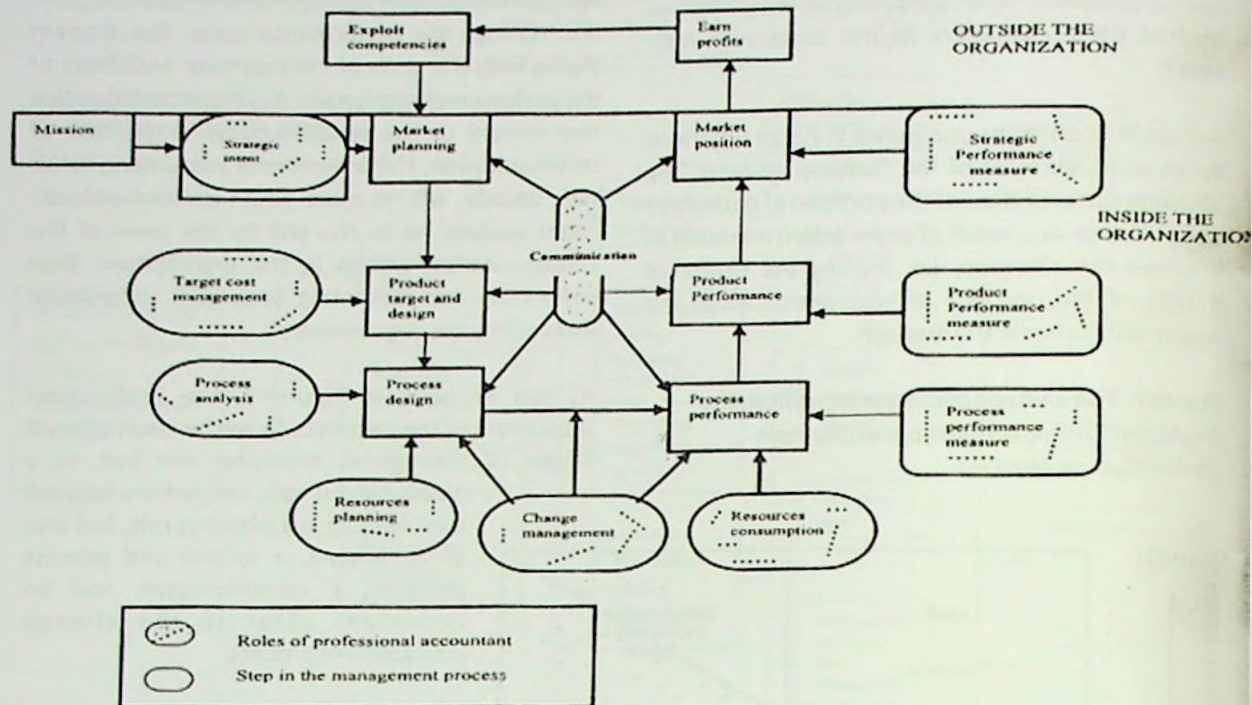 Exploit
competencies
Earn
profits
OUTSIDE THE
ORGANIZATION
Mission
Strategic
intent
Market
planning
Market
position
Strategic
Performance
measure
INSIDE THE
ORGANIZATION
Communication
Target cost
management
Product
target and
design
Product
Performance
Product
Performance
measure
Process
analysis
Process
design
Process
performance
Process
performance
measure
Resources
planning
Change
management
Resources
consumption
Roles of professional accountant
Step in the management process